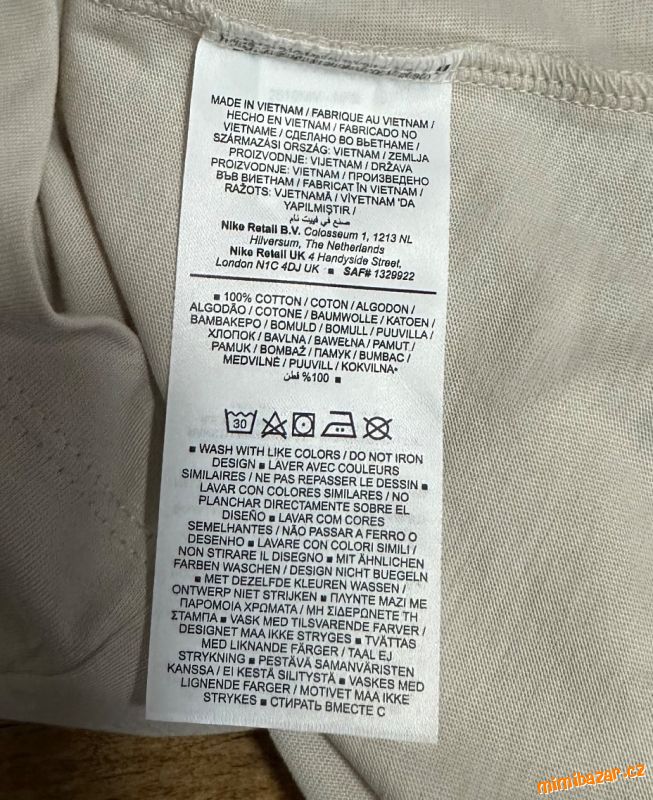 MADE IN VIETNAM / FABRIQUE AU VIETNAM /
HECHO EN VIETNAM / FABRICADO NO
VIETNAME / СДЕЛАНО ВО ВЬЕТНАМЕ /
SZÁRMAZÁSI ORSZÁG: VIETNAM / ZEMLJA
PROIZVODNJE: VIJETNAM / DRŽAVA
PROIZVODNJE: VIETNAM / ПРОИЗВЕДЕНО
ВЪВ ВИЕТНАМ / FABRICAT ÎN VIETNAM /
RAŽOTS: VJETNAMĀ / VİYETNAM 'DA
YAPILMIŞTIR /
صنع في فييت نام
Nike Retail B.V. Colosseum 1, 1213 NL
Hilversum, The Netherlands
Nike Retail UK 4 Handyside Street,
London N1C 4DJ UK ■ SAF# 1329922
■ 100% COTTON / COTON / ALGODON /
ALGODÃO / COTONE / BAUMWOLLE / KATOEN /
ΒΑΜΒΑΚΕΡΟ / BOMULD / BOMULL / PUUVILLA /
ХЛОПОК / BAVLNA / BAWEŁNA / PAMUT /
PAMUK / BOMBAŽ / ПАМУК / BUMBAC /
MEDVILNĖ / PUUVILL / KOKVILNA•
%100 قطن ■
30
■ WASH WITH LIKE COLORS / DO NOT IRON
DESIGN ■ LAVER AVEC COULEURS
SIMILAIRES / NE PAS REPASSER LE DESSIN ■
LAVAR CON COLORES SIMILARES / NO
PLANCHAR DIRECTAMENTE SOBRE EL
DISEÑO ■ LAVAR COM CORES
SEMELHANTES / NÃO PASSAR A FERRO O
DESENHO ■ LAVARE CON COLORI SIMILI /
NON STIRARE IL DISEGNO ■ MIT ÄHNLICHEN
FARBEN WASCHEN / DESIGN NICHT BUEGELN
■ MET DEZELFDE KLEUREN WASSEN /
ONTWERP NIET STRIJKEN ■ ΠΛΥΝΤΕ ΜΑΖΙ ΜΕ
ΠΑΡΟΜΟΙΑ ΧΡΩΜΑΤΑ / ΜΗ ΣΙΔΕΡΩΝΕΤΕ ΤΗ
ΣΤΑΜΠΑ ■ VASK MED TILSVARENDE FARVER /
DESIGNET MAA IKKE STRYGES ■ TVÄTTAS
MED LIKNANDE FÄRGER / TAAL EJ
STRYKNING ■ PESTÄVÄ SAMANVÄRISTEN
KANSSA / EI KESTÄ SILITYSTÄ ■ VASKES MED
LIGNENDE FARGER / MOTIVET MAA IKKE
STRYKES ■ СТИРАТЬ ВМЕСТЕ С
mimibazar.cz